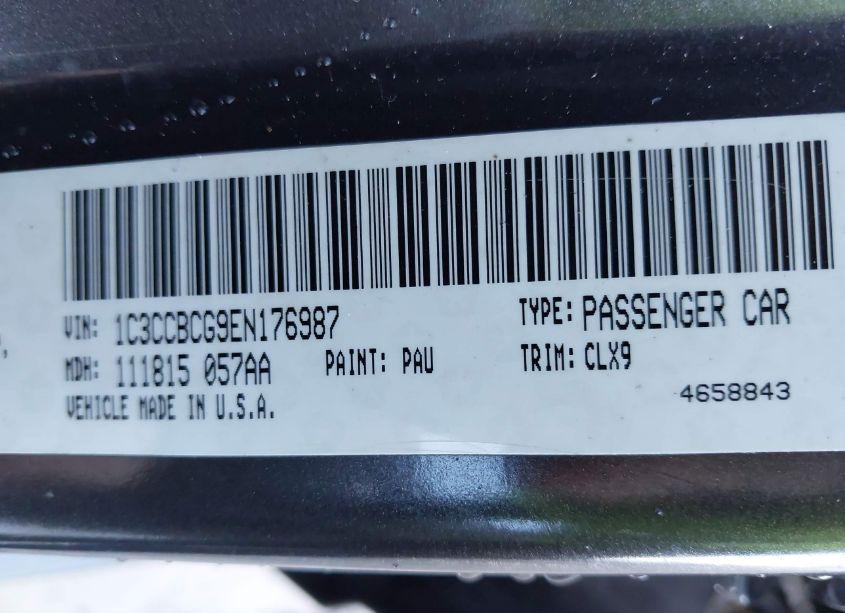 VIN: 1C3CCBCG9EN176987 TYPE: PASSENGER CAR
MDH: 111815 057AA PAINT: PAU TRIM: CLX9
VEHICLE MADE IN U.S.A. 4658843